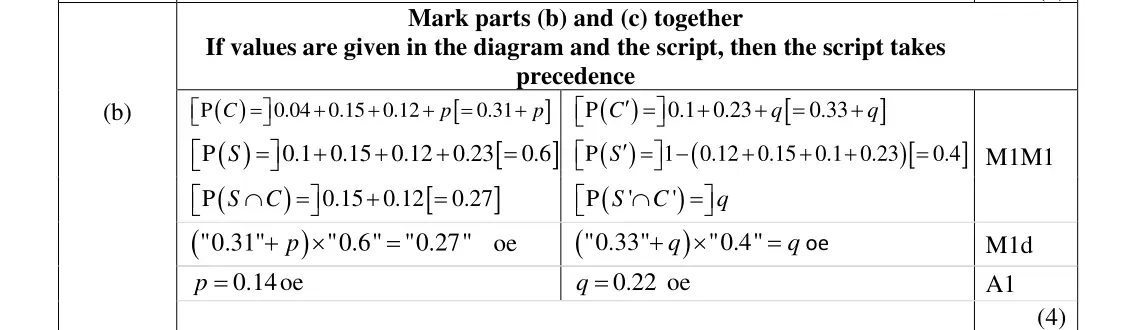 Mark parts (b) and (c) together
If values are given in the diagram and the script, then the script takes
precedence
(b)
[P(C)=]0.04+0.15+0.12+p[=0.31+p]
[P(S)=]0.1+0.15+0.12+0.23[=0.6]
[P(S∩C)=]0.15+0.12[=0.27]
[P(C′)=]0.1+0.23+q[=0.33+q]
[P(S′)=]1−(0.12+0.15+0.1+0.23)[=0.4]
[P(S'∩C')=]q
M1M1
("0.31"+p)×"0.6"="0.27" oe
("0.33"+q)×"0.4"=q oe
M1d
p=0.14oe
q=0.22 oe
A1
(4)